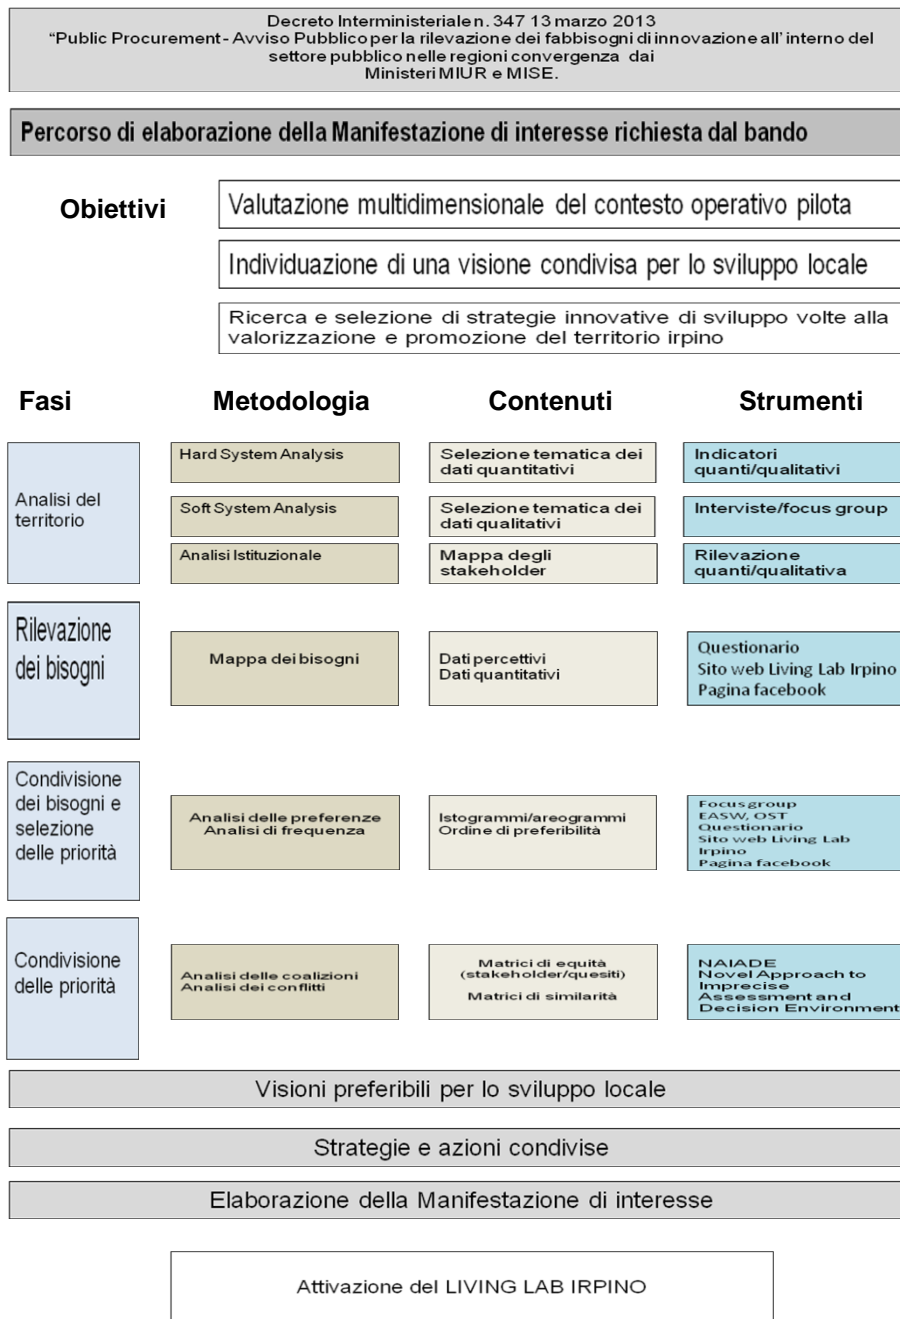 Decreto Interministeriale n. 347 13 marzo 2013
“Public Procurement - Avviso Pubblico per la rilevazione dei fabbisogni di innovazione all’ interno del
settore pubblico nelle regioni convergenza dai
Ministeri MIUR e MISE.
Percorso di elaborazione della Manifestazione di interesse richiesta dal bando
Obiettivi
Valutazione multidimensionale del contesto operativo pilota
Individuazione di una visione condivisa per lo sviluppo locale
Ricerca e selezione di strategie innovative di sviluppo volte alla
valorizzazione e promozione del territorio irpino
Fasi
Metodologia
Contenuti
Strumenti
Analisi del
territorio
Hard System Analysis
Selezione tematica dei
dati quantitativi
Indicatori
quanti/qualitativi
Soft System Analysis
Selezione tematica dei
dati qualitativi
Interviste/focus group
Analisi Istituzionale
Mappa degli
stakeholder
Rilevazione
quanti/qualitativa
Rilevazione
dei bisogni
Mappa dei bisogni
Dati percettivi
Dati quantitativi
Questionario
Sito web Living Lab Irpino
Pagina facebook
Condivisione
dei bisogni e
selezione
delle priorità
Analisi delle preferenze
Analisi di frequenza
Istogrammi/areogrammi
Ordine di preferibilità
Focus group
EASW, OST
Questionario
Sito web Living Lab
Irpino
Pagina facebook
Condivisione
delle priorità
Analisi delle coalizioni
Analisi dei conflitti
Matrici di equità
(stakeholder/quesiti)
Matrici di similarità
NAIADE
Novel Approach to
Imprecise
Assessment and
Decision Environment
Visioni preferibili per lo sviluppo locale
Strategie e azioni condivise
Elaborazione della Manifestazione di interesse
Attivazione del LIVING LAB IRPINO